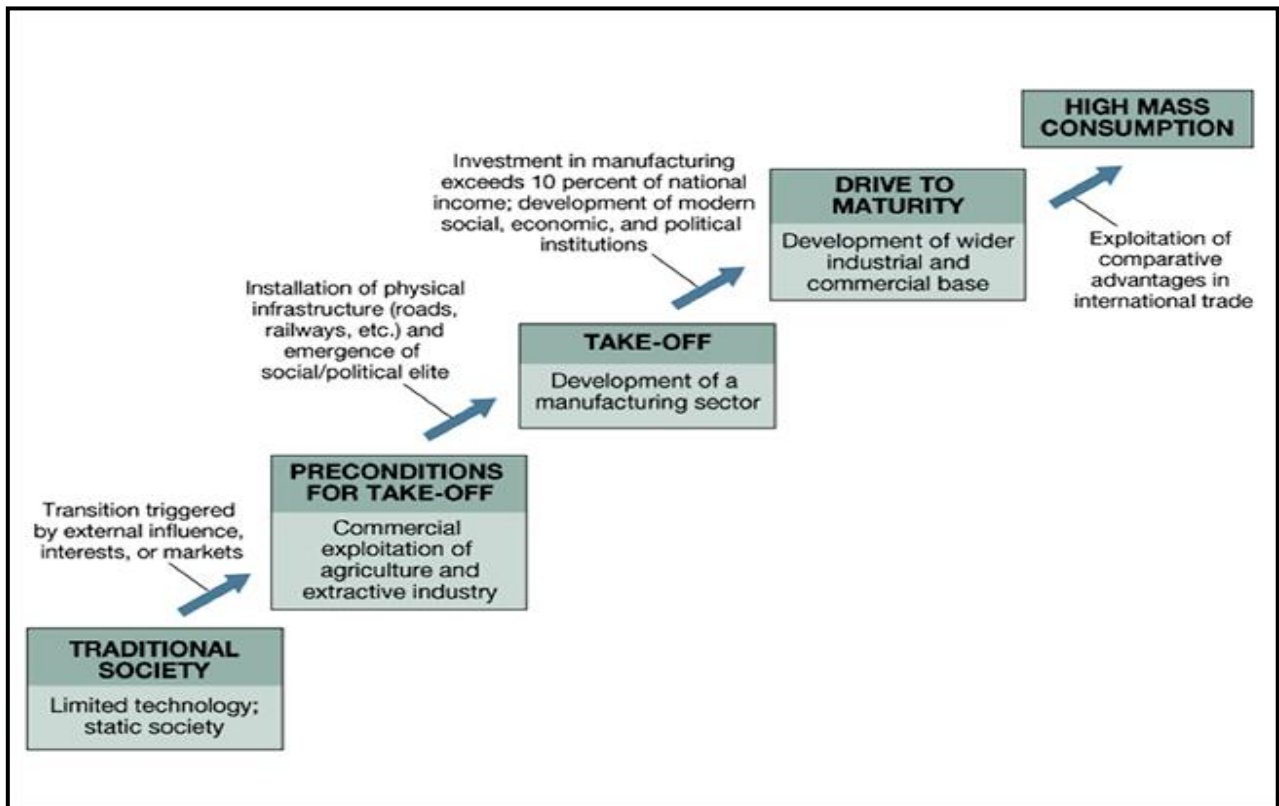 HIGH MASS
CONSUMPTION
Investment in manufacturing
exceeds 10 percent of national
income; development of modern
social, economic, and political
institutions
DRIVE TO
MATURITY
Development of wider
industrial and
commercial base
Exploitation of
comparative
advantages in
international trade
Installation of physical
infrastructure (roads,
railways, etc.) and
emergence of
social/political elite
TAKE-OFF
Development of a
manufacturing sector
PRECONDITIONS
FOR TAKE-OFF
Commercial
exploitation of
agriculture and
extractive industry
Transition triggered
by external influence,
interests, or markets
TRADITIONAL
SOCIETY
Limited technology;
static society